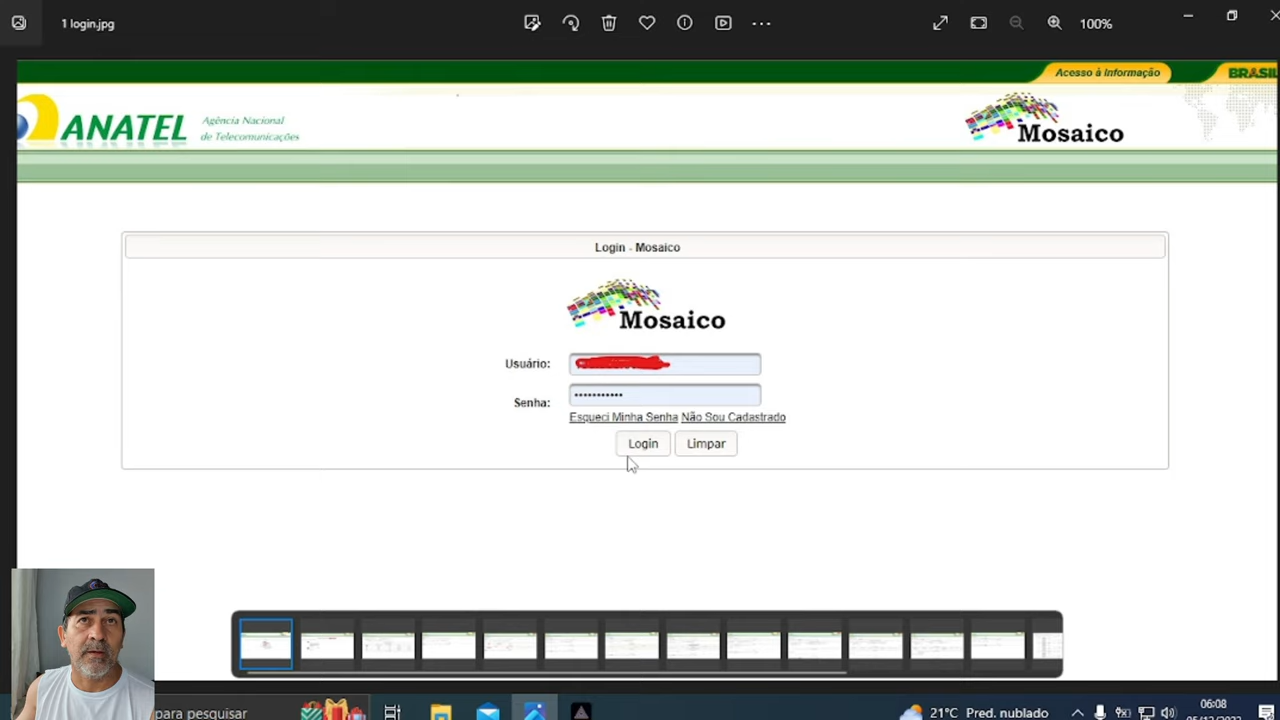 1 login.jpg
100%
Acesso à Informação
BRASIL
ANATEL
Agência Nacional
de Telecomunicações
Mosaico
Login - Mosaico
Mosaico
Usuário:
Senha:
Esqueci Minha Senha Não Sou Cadastrado
Login Limpar
para pesquisar
21°C Pred. nublado
06:08